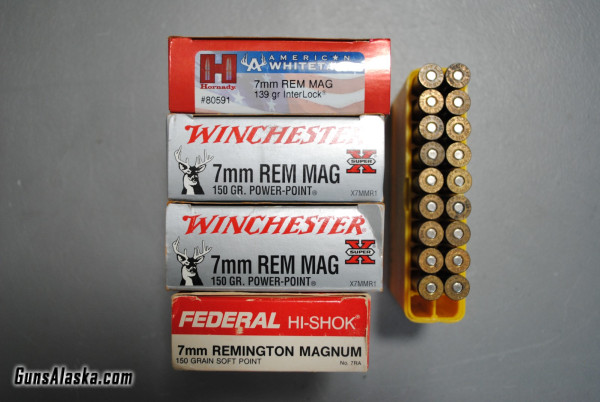 AMERICAN
WHITET
H
Hornady
7mm REM MAG
139 gr InterLock®
#80591
WINCHESTER
7mm REM MAG
150 GR. POWER-POINT®
X
SUPER
X7MMR1
WINCHESTER
7mm REM MAG
150 GR. POWER-POINT®
X
SUPER
X7MMR1
FEDERAL HI-SHOK®
7mm REMINGTON MAGNUM
150 GRAIN SOFT POINT
No. 7RA
GunsAlaska.com